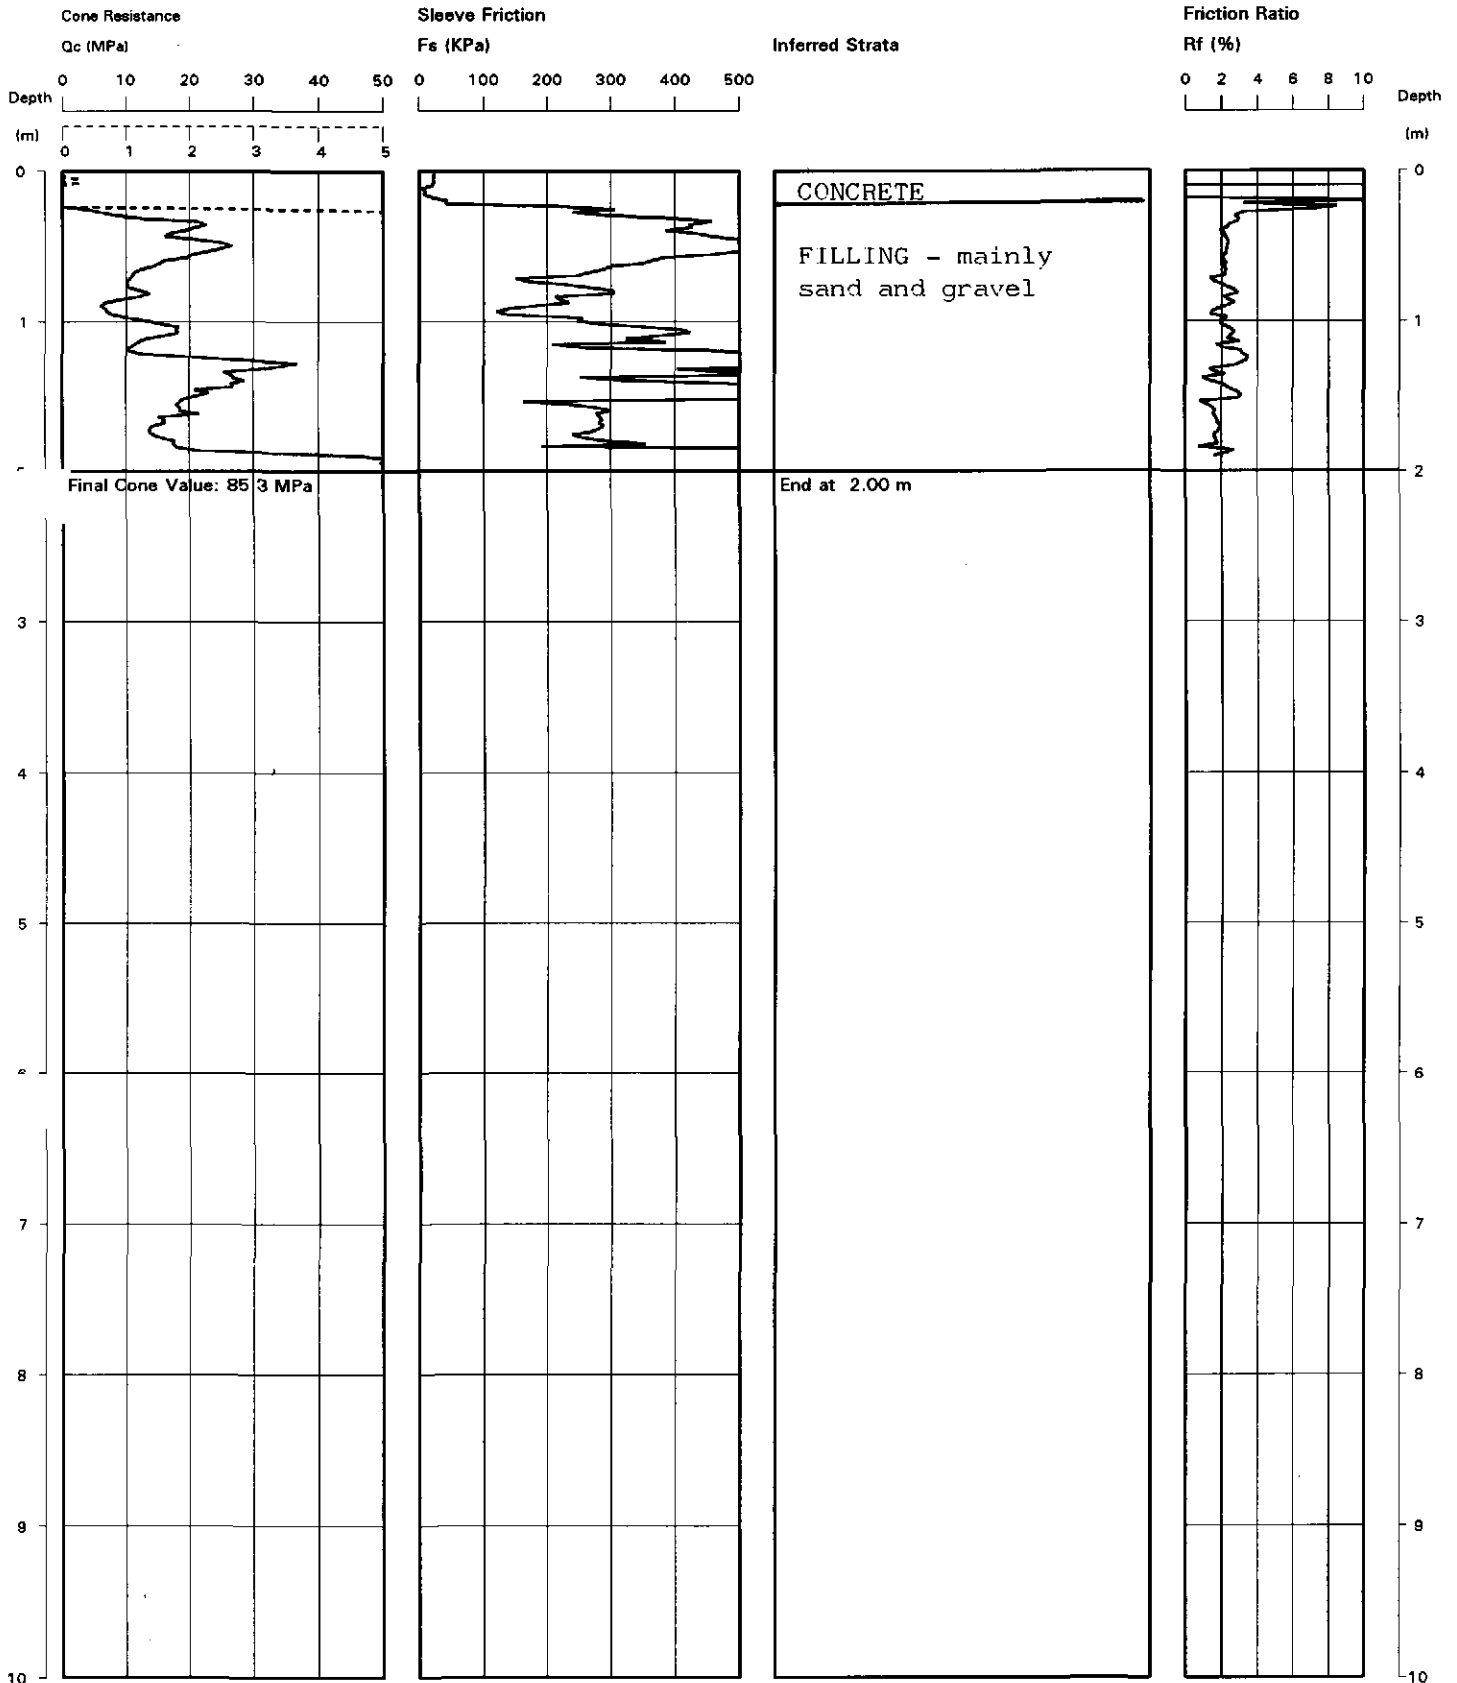 Cone Resistance
Qc (MPa)
0 10 20 30 40 50
Depth
(m)
0 1 2 3 4 5
Sleeve Friction
Fs (KPa)
0 100 200 300 400 500
Inferred Strata
Friction Ratio
Rf (%)
0 2 4 6 8 10
Depth
(m)
0
1
3
4
5
7
8
9
10
CONCRETE
FILLING - mainly
sand and gravel
Final Cone Value: 85 3 MPa
End at 2.00 m
0
1
2
3
4
5
6
7
8
9
10